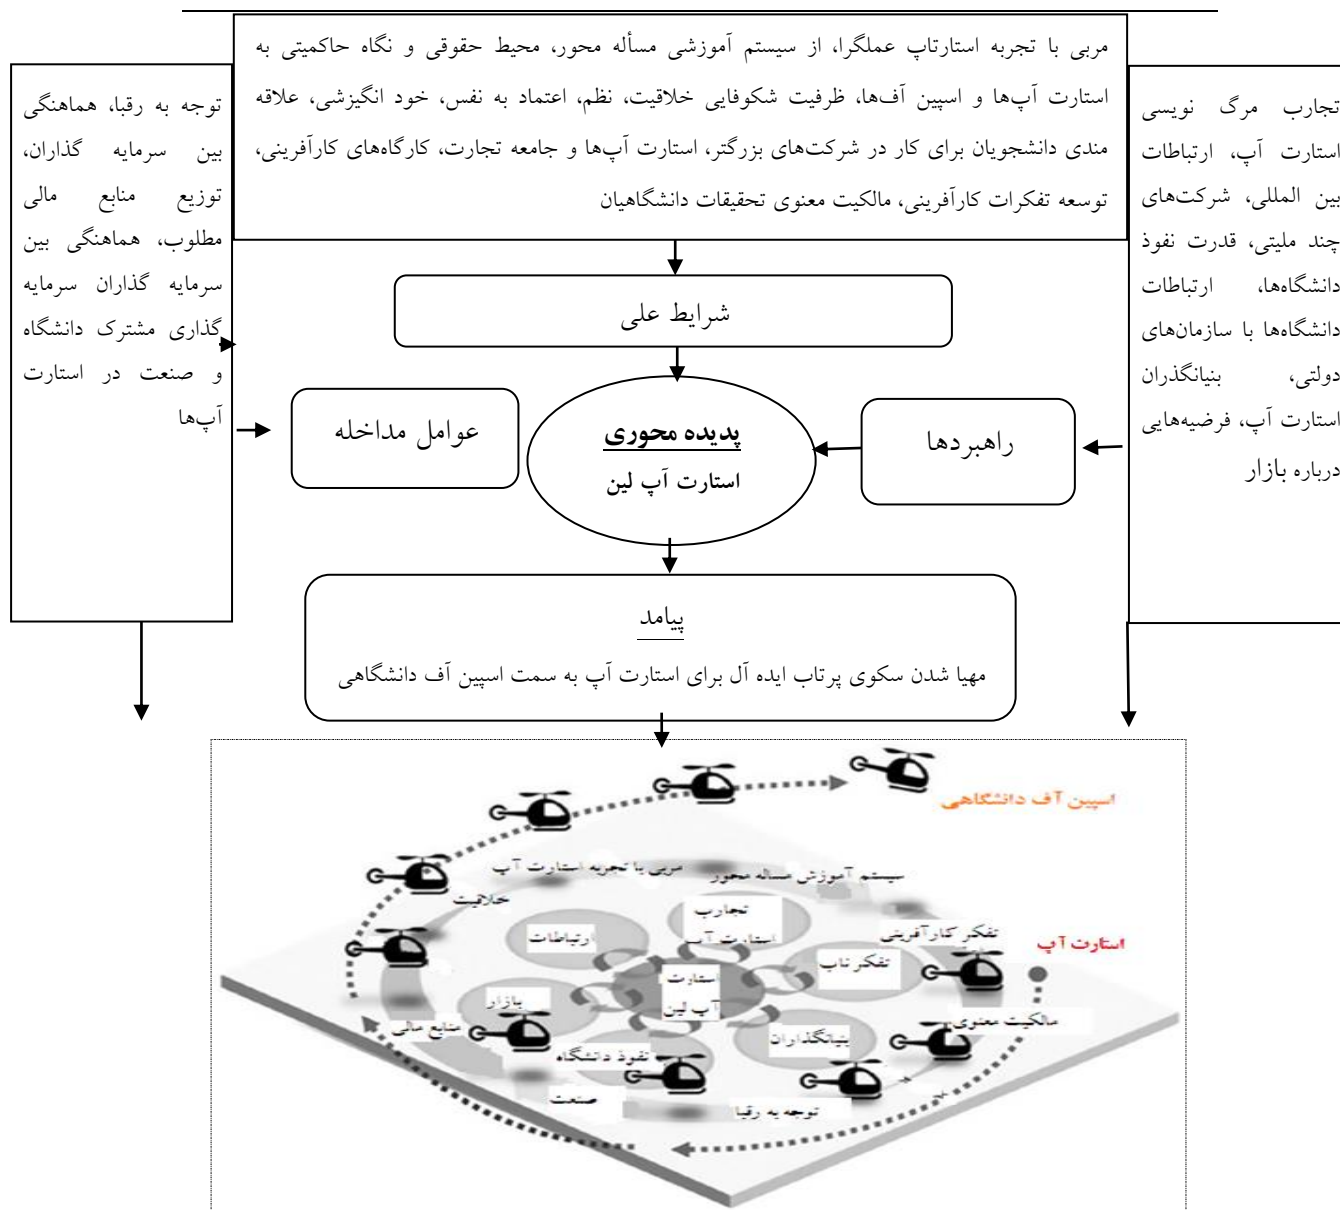 مربی با تجربه استارتاپ عملگرا، از سیستم آموزشی مسأله محور، محیط حقوقی و نگاه حاکمیتی به
استارت آپ‌ها و اسپین آف‌ها، ظرفیت شکوفایی خلاقیت، نظم، اعتماد به نفس، خود انگیزشی، علاقه
مندی دانشجویان برای کار در شرکت‌های بزرگتر، استارت آپ‌ها و جامعه تجارت، کارگاه‌های کارآفرینی،
توسعه تفکرات کارآفرینی، مالکیت معنوی تحقیقات دانشگاهیان
تجارب مرگ نویسی
استارت آپ، ارتباطات
بین المللی، شرکت‌های
چند ملیتی، قدرت نفوذ
دانشگاه‌ها، ارتباطات
دانشگاه‌ها با سازمان‌های
دولتی، بنیانگذران
استارت آپ، فرضیه‌هایی
درباره بازار
توجه به رقبا، هماهنگی
بین سرمایه گذاران،
توزیع منابع مالی
مطلوب، هماهنگی بین
سرمایه گذاران سرمایه
گذاری مشترک دانشگاه
و صنعت در استارت
آپ‌ها
شرایط علی
راهبردها
پدیده محوری
استارت آپ لین
عوامل مداخله
پیامد
مهیا شدن سکوی پرتاب ایده آل برای استارت آپ به سمت اسپین آف دانشگاهی
اسپین آف دانشگاهی
سیستم آموزش مساله محور
مربی با تجربه استارت آپ
خلاقیت
تجارب
استارت آپ
ارتباطات
تفکر کارآفرینی
استارت آپ
تفکر ناب
استارت
آپ لین
بازار
منابع مالی
مالکیت معنوی
بنیانگذاران
نفوذ دانشگاه
صنعت
توجه به رقبا